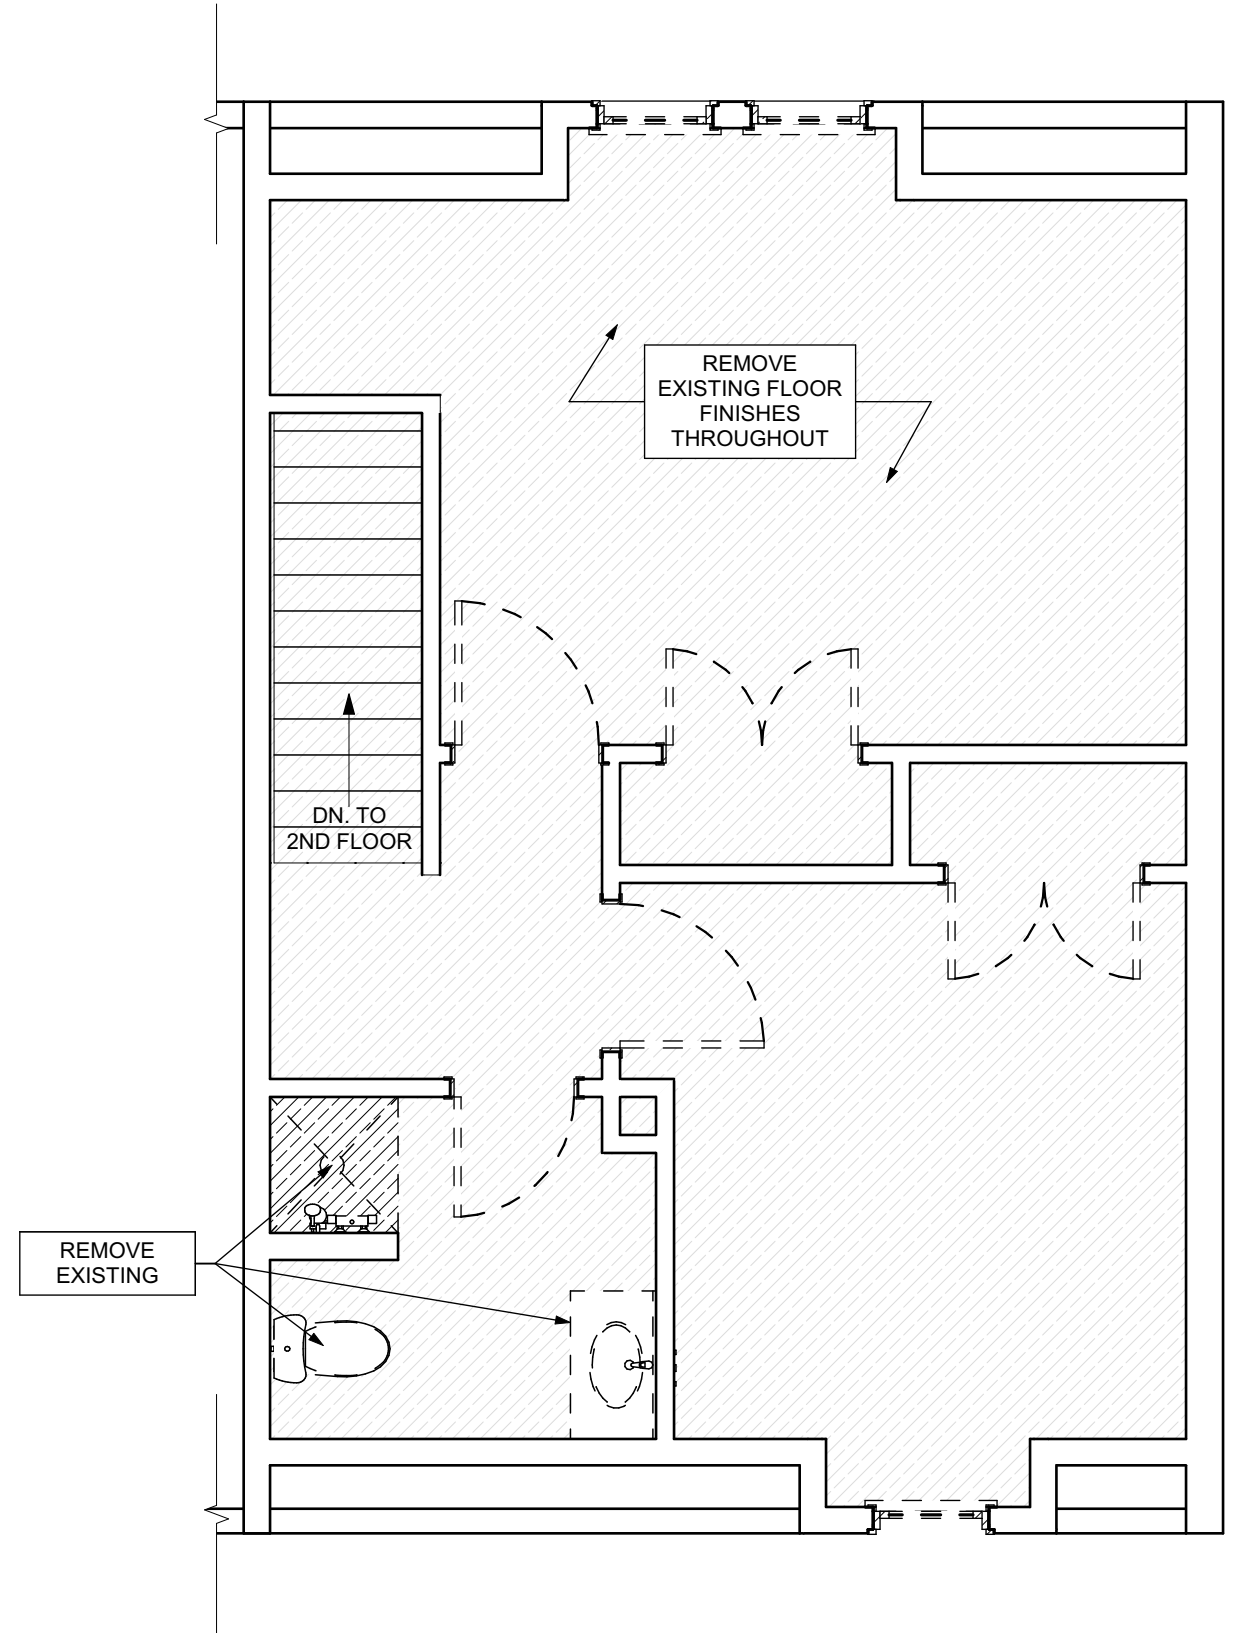 REMOVE
EXISTING FLOOR
FINISHES
THROUGHOUT
DN. TO
2ND FLOOR
REMOVE
EXISTING